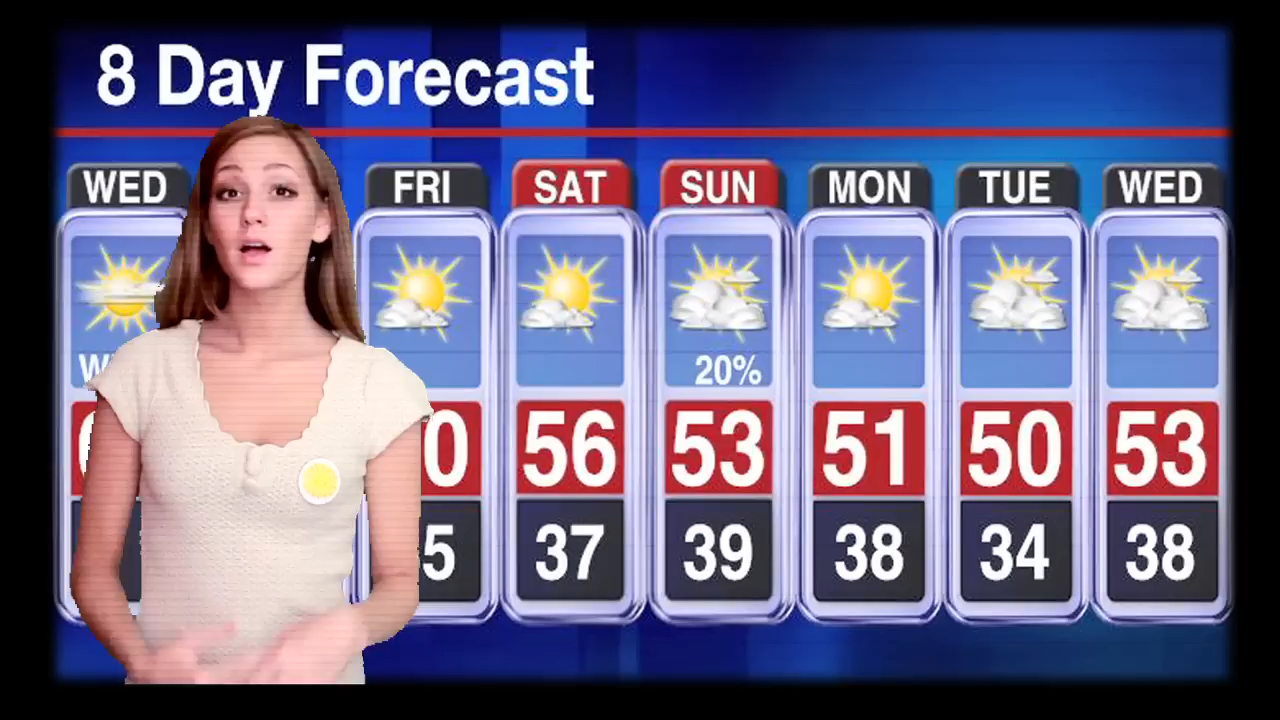 8 Day Forecast
WED FRI SAT SUN MON TUE WED
20%
56 53 51 50 53
37 39 38 34 38